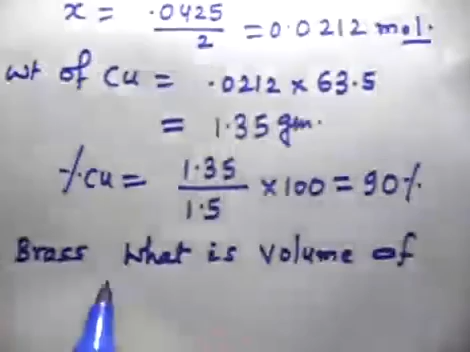 x = .0425 / 2 = 0.0212 mol.
wt of Cu = .0212 × 63.5
= 1.35 gm.
% Cu = 1.35 / 1.5 × 100 = 90%
Brass What is volume of